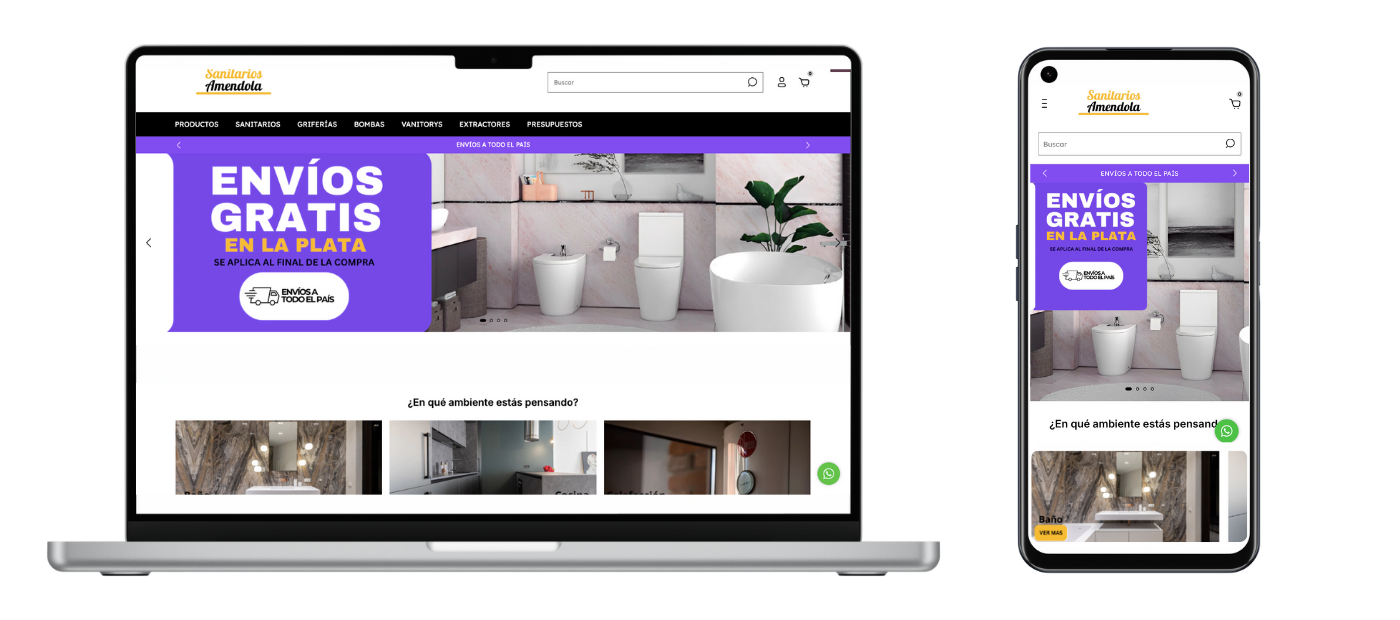 Sanitarios
Amendola
Buscar
0
PRODUCTOS SANITARIOS GRIFERÍAS BOMBAS VANITORYS EXTRACTORES PRESUPUESTOS
ENVÍOS A TODO EL PAÍS
ENVÍOS
GRATIS
EN LA PLATA
SE APLICA AL FINAL DE LA COMPRA
ENVÍOS A
TODO EL PAÍS
¿En qué ambiente estás pensando?
Baño
Cocina
Calefacción
Sanitarios
Amendola
0
Buscar
ENVÍOS A TODO EL PAÍS
ENVÍOS
GRATIS
EN LA PLATA
SE APLICA AL FINAL DE LA COMPRA
ENVÍOS A
TODO EL PAÍS
¿En qué ambiente estás pensand
Baño
VER MAS